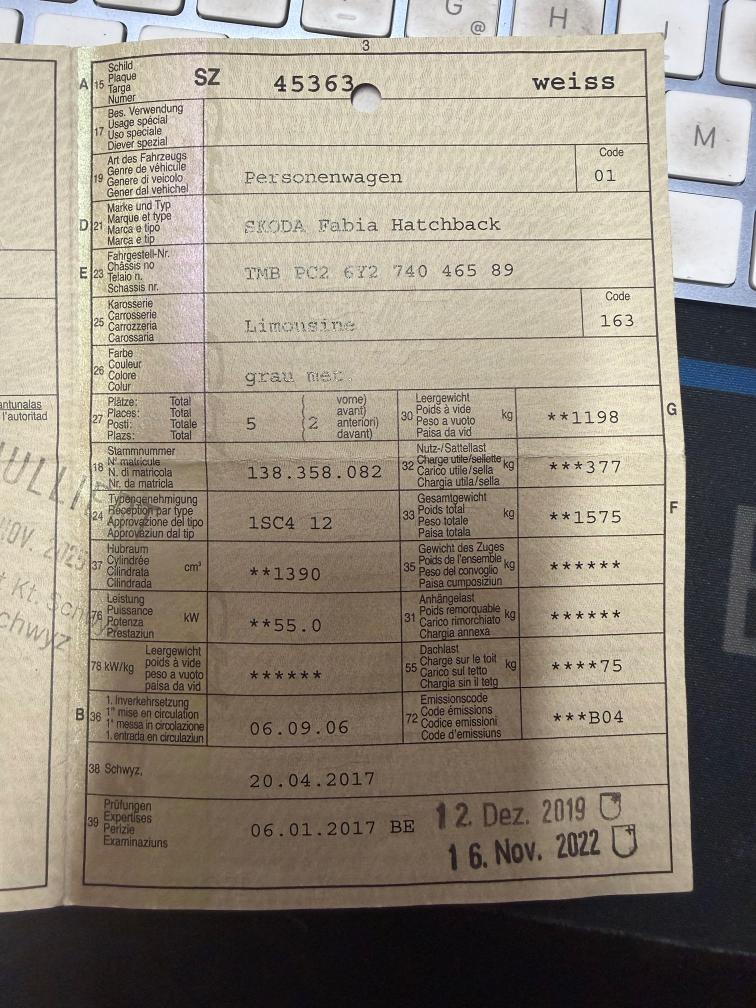 3
A 15 Schild
Plaque
Targa
Numer
SZ 45363 weiss
17 Bes. Verwendung
Usage spécial
Uso speciale
Diever spezial
19 Art des Fahrzeugs
Genre de véhicule
Genere di veicolo
Gener dal vehichel
Personenwagen
Code
01
D 21 Marke und Typ
Marque et type
Marca e tipo
Marca e tip
SKODA Fabia Hatchback
E 23 Fahrgestell-Nr.
Châssis no
Telaio n.
Schassis nr.
TMB PC2 6Y2 740 465 89
25 Karosserie
Carrosserie
Carrozzeria
Carossaria
Limousine
Code
163
26 Farbe
Couleur
Colore
Colur
grau met.
27 Plätze: Total
Places: Total
Posti: Totale
Plazs: Total
5
2
vorne)
avant)
anteriori)
davant)
30 Leergewicht
Poids à vide
Peso a vuoto
Paisa da vid
kg
**1198
G
18 Stammnummer
N° matricule
N. di matricola
Nr. da matricla
138.358.082
32 Nutz-/Sattellast
Charge utile/sellette
Carico utile/sella
Chargia utila/sella
kg
***377
24 Typengenehmigung
Réception par type
Approvazione del tipo
Approvaziun dal tip
1SC4 12
33 Gesamtgewicht
Poids total
Peso totale
Paisa totala
kg
**1575
F
37 Hubraum
Cylindrée
Cilindrata
Cilindrada
cm³
**1390
35 Gewicht des Zuges
Poids de l'ensemble
Peso del convoglio
Paisa cumposiziun
kg
******
76 Leistung
Puissance
Potenza
Prestaziun
kW
**55.0
31 Anhängelast
Poids remorquable
Carico rimorchiato
Chargia annexa
kg
******
78 kW/kg
Leergewicht
poids à vide
peso a vuoto
paisa da vid
******
55 Dachlast
Charge sur le toit
Carico sul tetto
Chargia sin il tetg
kg
****75
B 36 1. Inverkehrsetzung
1re mise en circulation
1a messa in circolazione
1. entrada en circulaziun
06.09.06
72 Emissionscode
Code émissions
Codice emissioni
Code d'emissiuns
***B04
38 Schwyz,
20.04.2017
39 Prüfungen
Expertises
Perizie
Examinaziuns
06.01.2017 BE
12. Dez. 2019
16. Nov. 2022
antunalas
l'autoritad
NOV.
Kt.
G
@
H
J
M